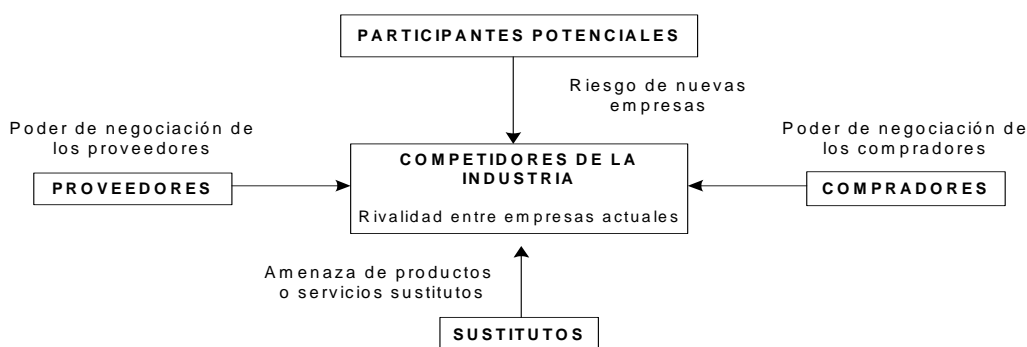 PARTICIPANTES POTENCIALES
Riesgo de nuevas
empresas
Poder de negociación de
los proveedores
PROVEEDORES
COMPETIDORES DE LA
INDUSTRIA
Rivalidad entre empresas actuales
Poder de negociación de
los compradores
COMPRADORES
Amenaza de productos
o servicios sustitutos
SUSTITUTOS